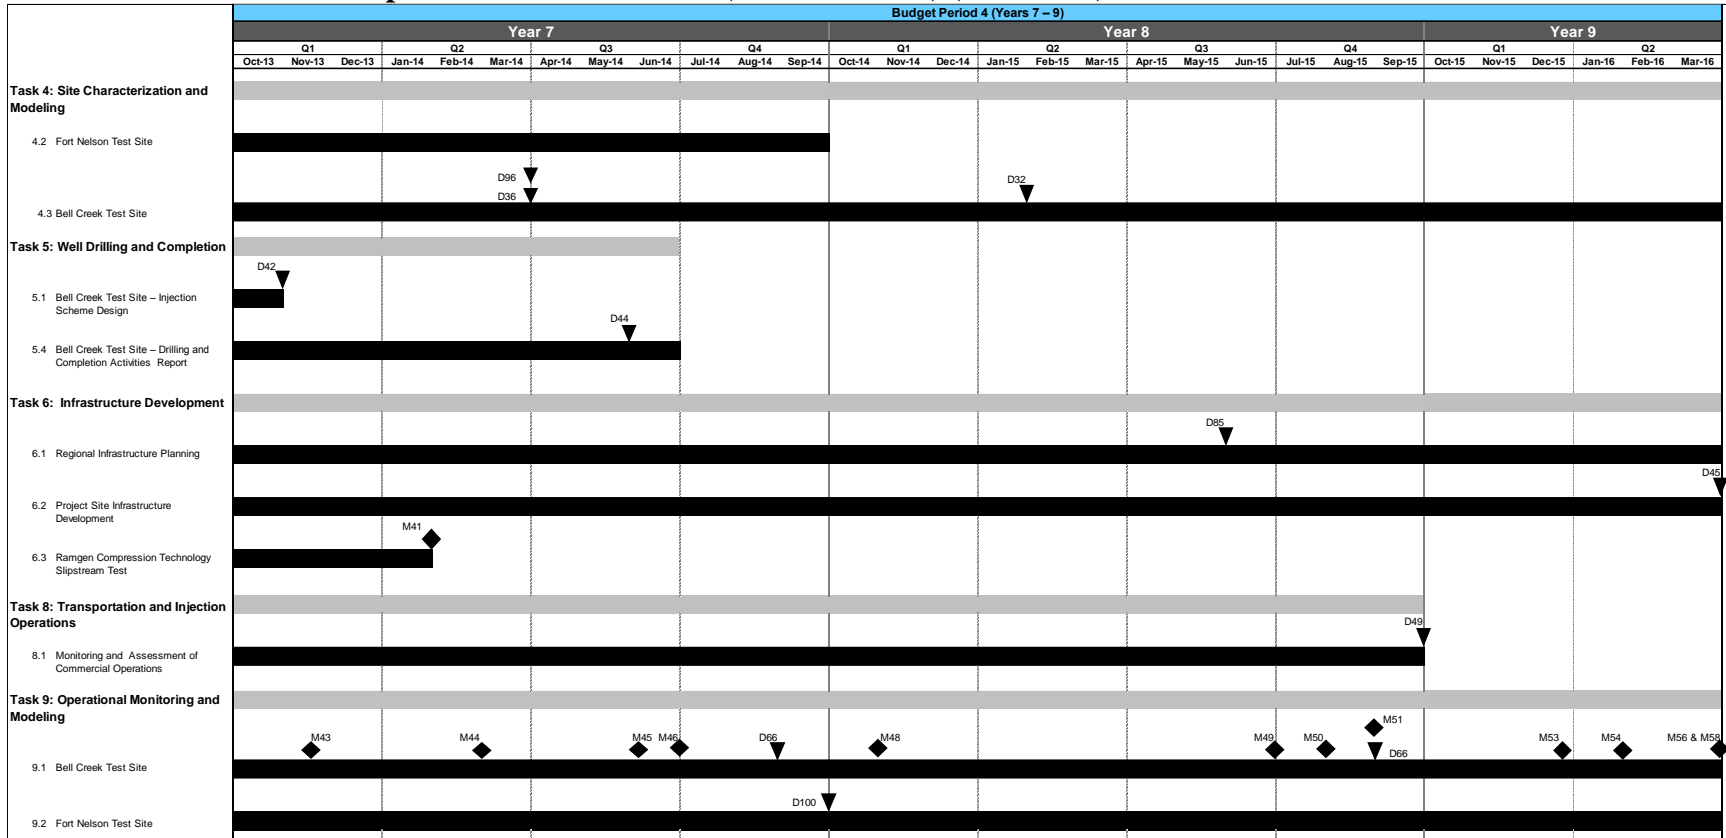 Budget Period 4 (Years 7 – 9)
Year 7 Year 8 Year 9
Q1 Q2 Q3 Q4 Q1 Q2 Q3 Q4 Q1 Q2
Oct-13 Nov-13 Dec-13 Jan-14 Feb-14 Mar-14 Apr-14 May-14 Jun-14 Jul-14 Aug-14 Sep-14 Oct-14 Nov-14 Dec-14 Jan-15 Feb-15 Mar-15 Apr-15 May-15 Jun-15 Jul-15 Aug-15 Sep-15 Oct-15 Nov-15 Dec-15 Jan-16 Feb-16 Mar-16
Task 4: Site Characterization and
Modeling
4.2 Fort Nelson Test Site
D96 D32
D36
4.3 Bell Creek Test Site
Task 5: Well Drilling and Completion
D42
5.1 Bell Creek Test Site – Injection
Scheme Design
D44
5.4 Bell Creek Test Site – Drilling and
Completion Activities Report
Task 6: Infrastructure Development
D85
6.1 Regional Infrastructure Planning
D45
6.2 Project Site Infrastructure
Development
M41
6.3 Ramgen Compression Technology
Slipstream Test
Task 8: Transportation and Injection
Operations
D49
8.1 Monitoring and Assessment of
Commercial Operations
Task 9: Operational Monitoring and
Modeling
M51
M43 M44 M45 M46 D66 M48 M49 M50 M53 M54 M56 & M58
D66
9.1 Bell Creek Test Site
D100
9.2 Fort Nelson Test Site